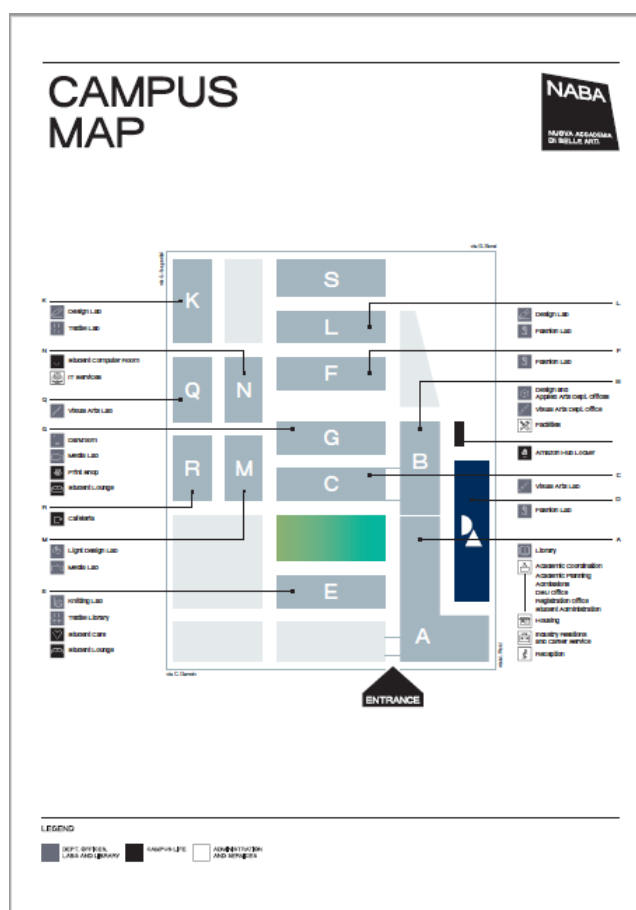 CAMPUS
MAP
NABA
NUOVA ACCADEMIA
DI BELLE ARTI
K
Design Lab
Textile Lab
N
Student Computer Room
IT Services
Q
Visual Arts Lab
G
Darkroom
Media Lab
Print Shop
Student Lounge
R
Cafeteria
M
Light Design Lab
Media Lab
E
Knitting Lab
Textile Library
Student Care
Student Lounge
K
Q
R
N
M
S
L
F
G
C
E
B
A
D
A
via C. Darwin
ENTRANCE
L
Design Lab
Fashion Lab
F
Fashion Lab
B
Design and
Applied Arts Dept. Offices
Visual Arts Dept. Office
Facilities
Amazon Hub Locker
C
Visual Arts Lab
D
Fashion Lab
A
Library
Academic Coordination
Academic Planning
Admissions
Registration Office
Student Administration
Housing
Industry Relations
and Career Service
Reception
LEGEND
DEPT. OFFICES,
LABS AND LIBRARY
CAMPUS LIFE
ADMINISTRATION
AND SERVICES